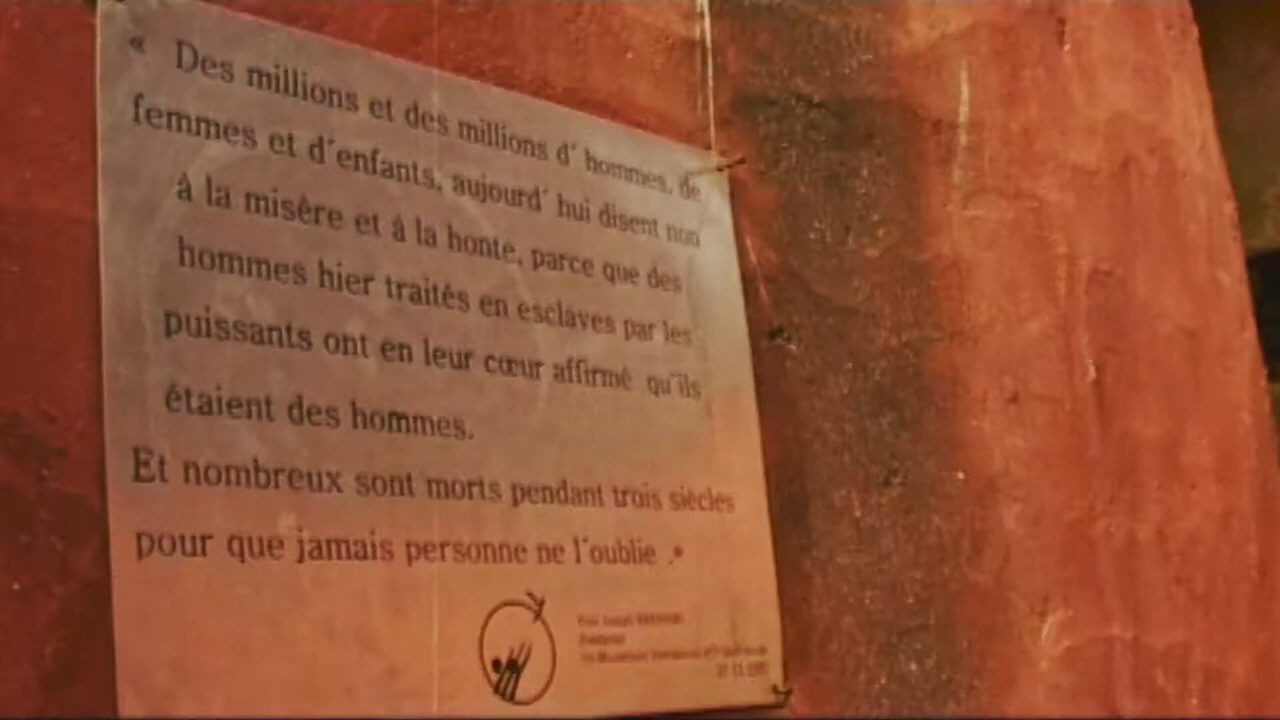 « Des millions et des millions d' hommes, de
femmes et d'enfants, aujourd' hui disent non
à la misère et à la honte, parce que des
hommes hier traités en esclaves par les
puissants ont en leur cœur affirmé qu'ils
étaient des hommes.
Et nombreux sont morts pendant trois siècles
pour que jamais personne ne l'oublie .»